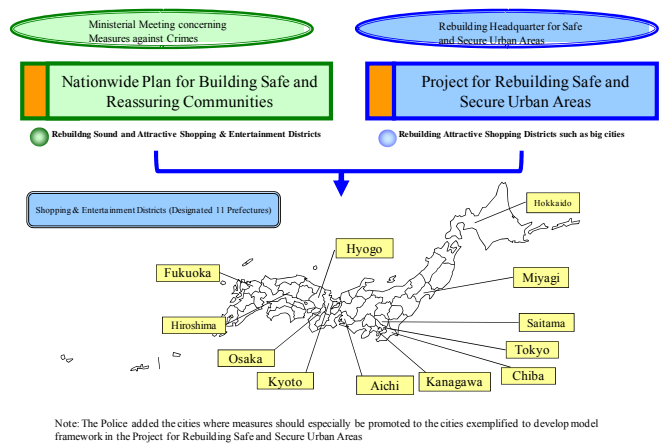 Ministerial Meeting concerning
Measures against Crimes
Rebuilding Headquarter for Safe
and Secure Urban Areas
Nationwide Plan for Building Safe and
Reassuring Communities
Project for Rebuilding Safe and
Secure Urban Areas
Rebuilding Sound and Attractive Shopping & Entertainment Districts
Rebuilding Attractive Shopping Districts such as big cities
Shopping & Entertainment Districts (Designated 11 Prefectures)
Hokkaido
Hyogo
Fukuoka
Miyagi
Hiroshima
Saitama
Osaka
Tokyo
Kyoto
Aichi
Kanagawa
Chiba
Note: The Police added the cities where measures should especially be promoted to the cities exemplified to develop model
framework in the Project for Rebuilding Safe and Secure Urban Areas